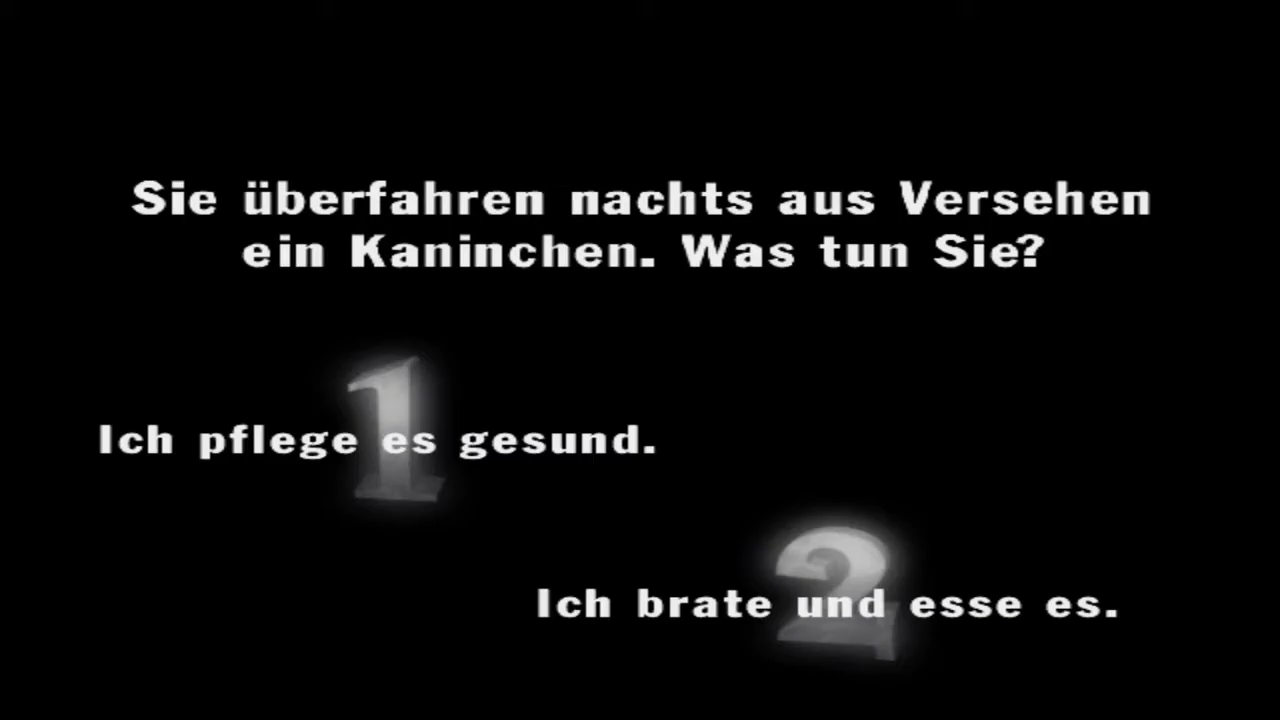 Sie überfahren nachts aus Versehen
ein Kaninchen. Was tun Sie?
1
Ich pflege es gesund.
2
Ich brate und esse es.